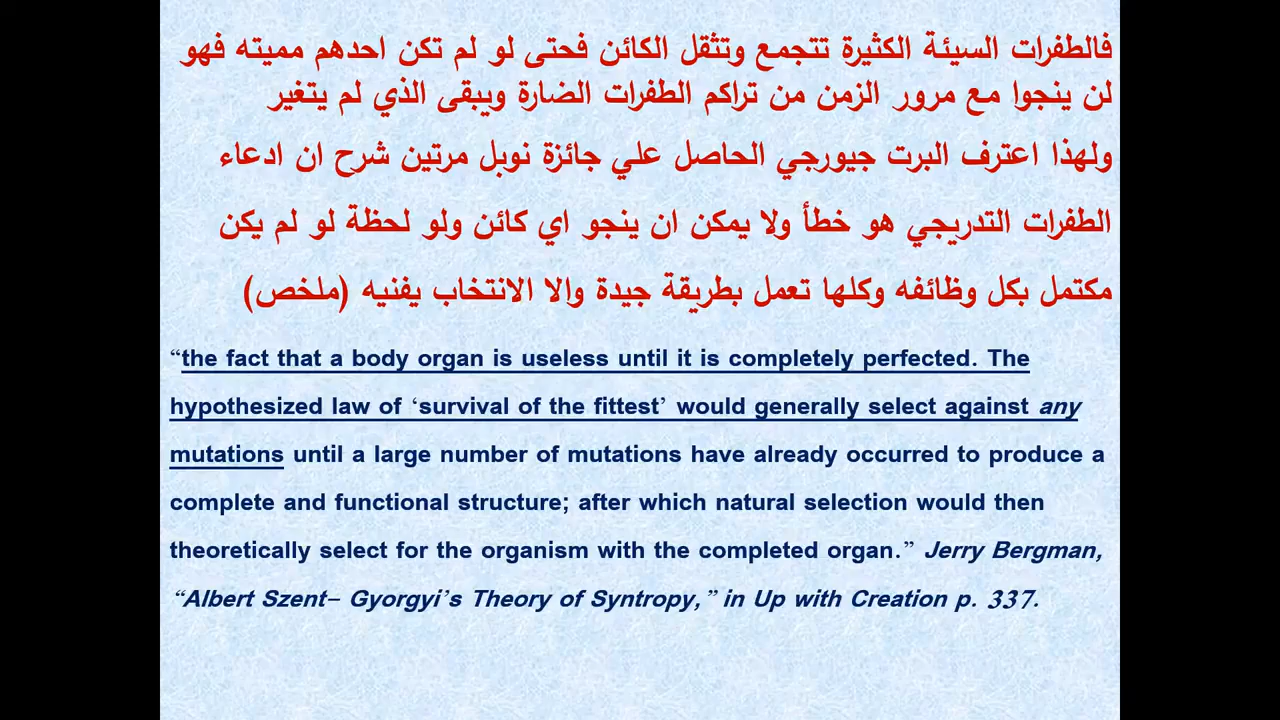 فالطفرات السيئة الكثيرة تتجمع وتثقل الكائن فحتى لو لم تكن احدهم مميته فهو
لن ينجوا مع مرور الزمن من تراكم الطفرات الضارة ويبقى الذي لم يتغير
ولهذا اعترف البرت جيورجي الحاصل علي جائزة نوبل مرتين شرح ان ادعاء
الطفرات التدريجي هو خطأ ولا يمكن ان ينجو اي كائن ولو لحظة لو لم يكن
مكتمل بكل وظائفه وكلها تعمل بطريقة جيدة والا الانتخاب يفنيه (ملخص)
“the fact that a body organ is useless until it is completely perfected. The
hypothesized law of ‘survival of the fittest’ would generally select against any
mutations until a large number of mutations have already occurred to produce a
complete and functional structure; after which natural selection would then
theoretically select for the organism with the completed organ.” Jerry Bergman,
“Albert Szent– Gyorgyi’s Theory of Syntropy,” in Up with Creation p. 337.